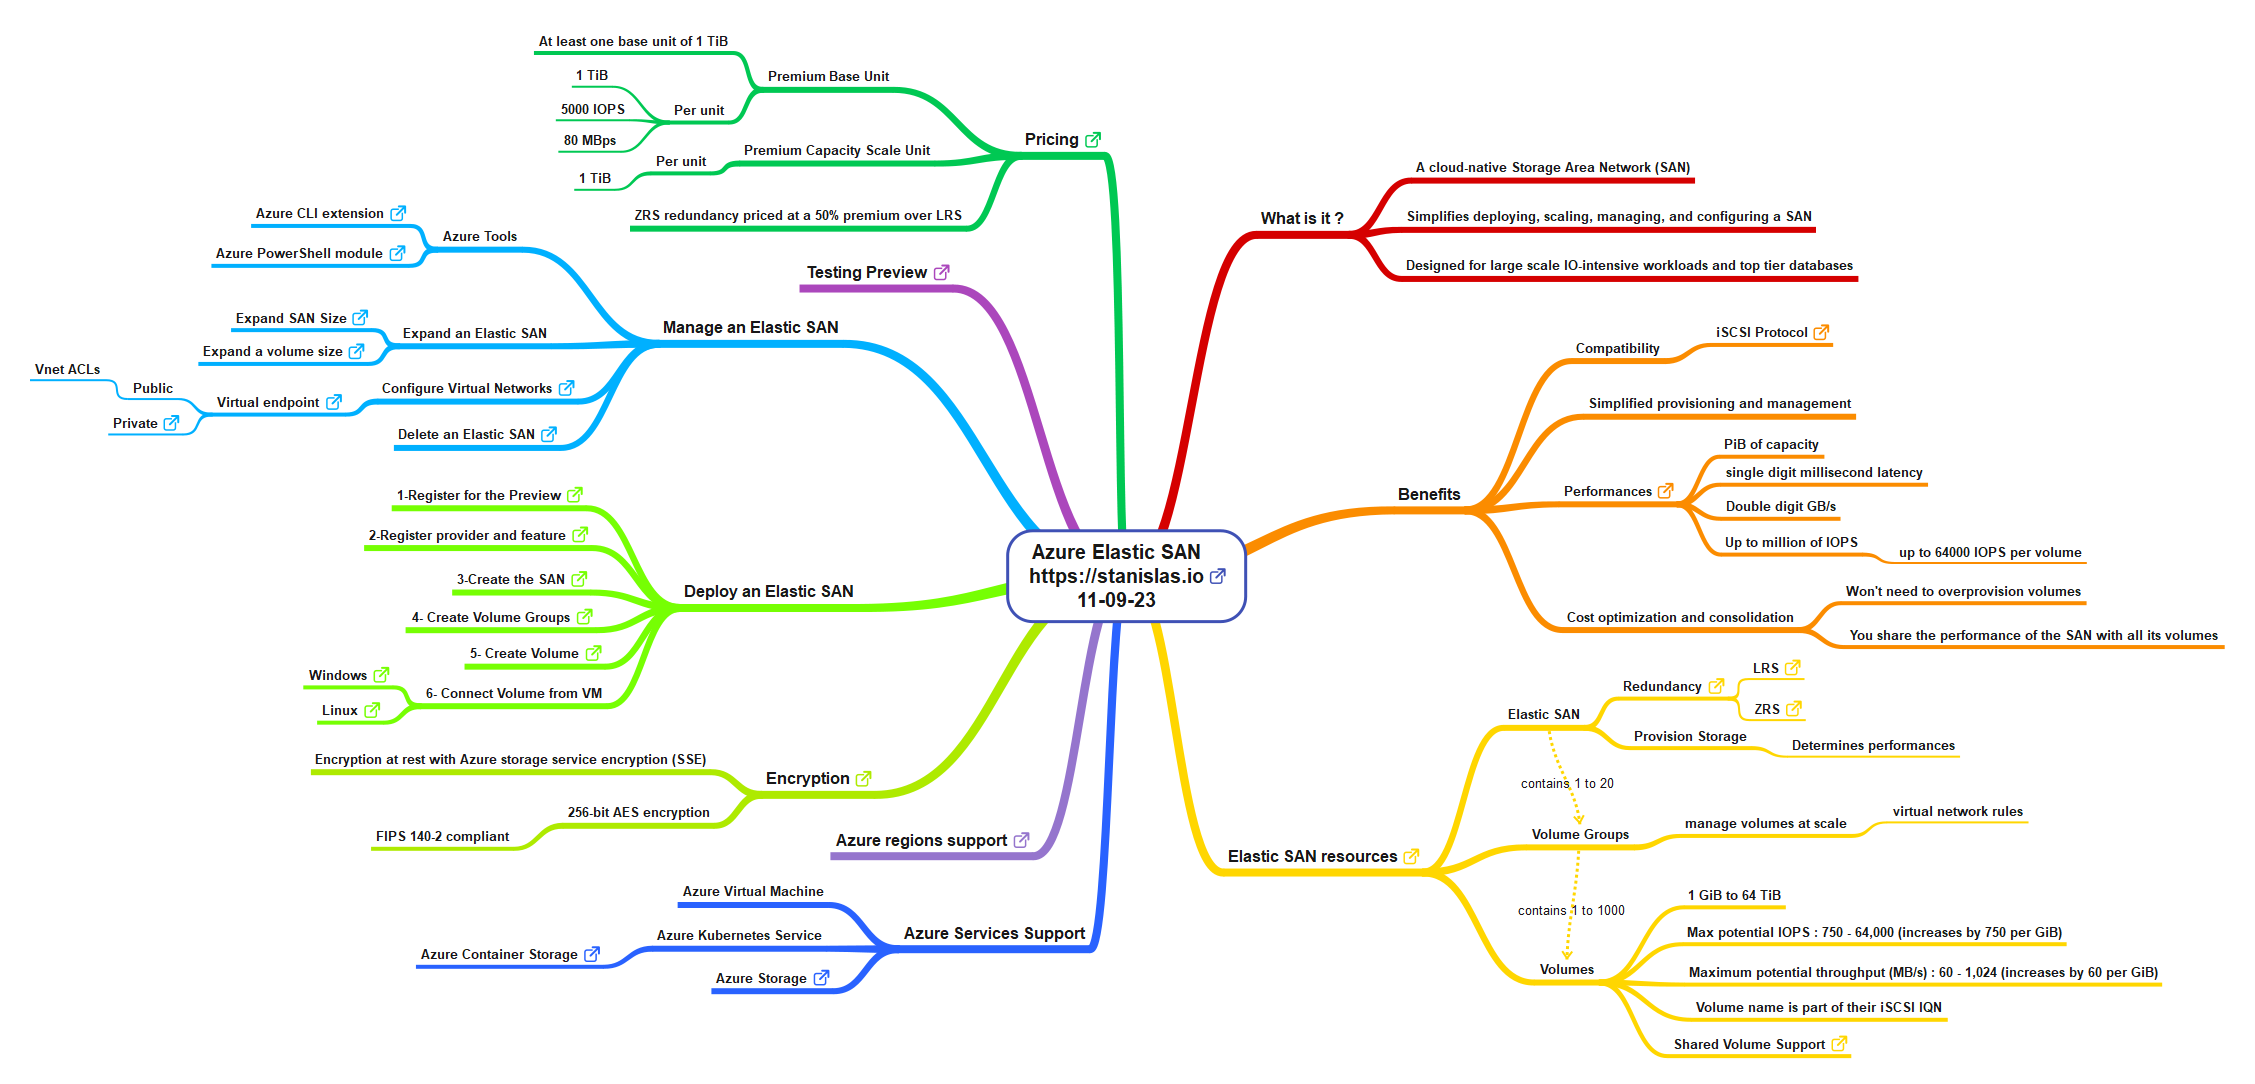 Azure Elastic SAN
https://stanislas.io
11-09-23
What is it ?
A cloud-native Storage Area Network (SAN)
Simplifies deploying, scaling, managing, and configuring a SAN
Designed for large scale IO-intensive workloads and top tier databases
Benefits
Compatibility
iSCSI Protocol
Simplified provisioning and management
Performances
PiB of capacity
single digit millisecond latency
Double digit GB/s
Up to million of IOPS
up to 64000 IOPS per volume
Cost optimization and consolidation
Won't need to overprovision volumes
You share the performance of the SAN with all its volumes
Elastic SAN resources
Elastic SAN
Redundancy
LRS
ZRS
Provision Storage
Determines performances
contains 1 to 20
Volume Groups
manage volumes at scale
virtual network rules
contains 1 to 1000
Volumes
1 GiB to 64 TiB
Max potential IOPS : 750 - 64,000 (increases by 750 per GiB)
Maximum potential throughput (MB/s) : 60 - 1,024 (increases by 60 per GiB)
Volume name is part of their iSCSI IQN
Shared Volume Support
Pricing
Premium Base Unit
At least one base unit of 1 TiB
Per unit
1 TiB
5000 IOPS
80 MBps
Premium Capacity Scale Unit
Per unit
1 TiB
ZRS redundancy priced at a 50% premium over LRS
Testing Preview
Manage an Elastic SAN
Azure Tools
Azure CLI extension
Azure PowerShell module
Expand an Elastic SAN
Expand SAN Size
Expand a volume size
Configure Virtual Networks
Virtual endpoint
Public
Vnet ACLs
Private
Delete an Elastic SAN
Deploy an Elastic SAN
1-Register for the Preview
2-Register provider and feature
3-Create the SAN
4- Create Volume Groups
5- Create Volume
6- Connect Volume from VM
Windows
Linux
Encryption
Encryption at rest with Azure storage service encryption (SSE)
256-bit AES encryption
FIPS 140-2 compliant
Azure regions support
Azure Services Support
Azure Virtual Machine
Azure Kubernetes Service
Azure Container Storage
Azure Storage